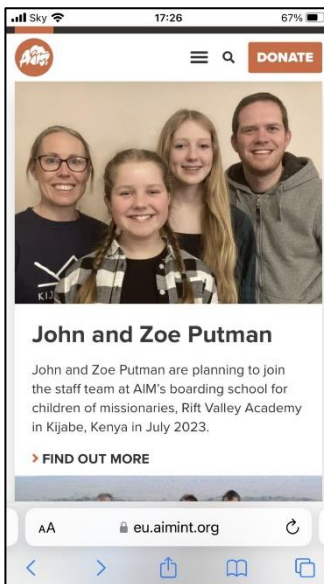 Sky 17:26 67%
AIM
DONATE
KIJ
John and Zoe Putman
John and Zoe Putman are planning to join
the staff team at AIM’s boarding school for
children of missionaries, Rift Valley Academy
in Kijabe, Kenya in July 2023.
> FIND OUT MORE
AA eu.aimint.org